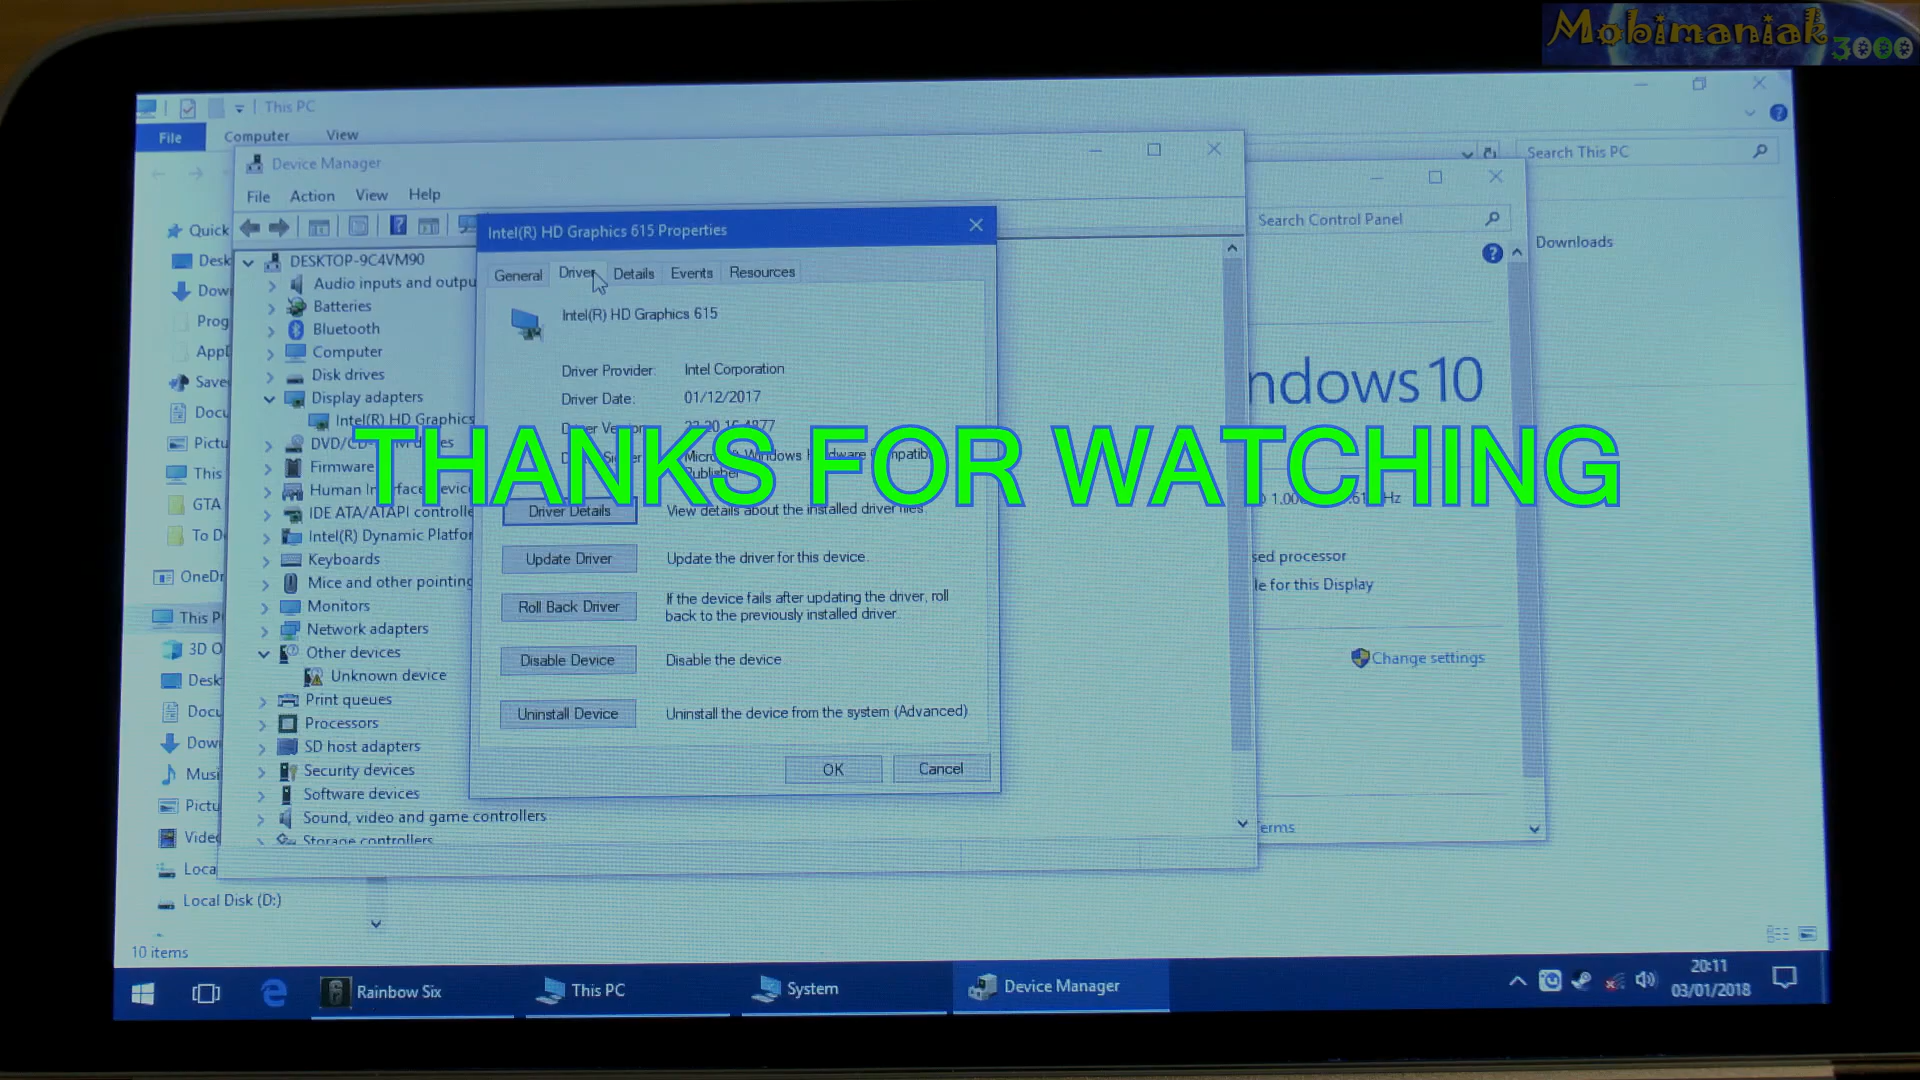 Mobimaniak3000
This PC
File Computer View
Device Manager
Search This PC
File Action View Help
Search Control Panel
Quick
Intel(R) HD Graphics 615 Properties
Downloads
DESKTOP-9C4VM90
General Driver Details Events Resources
Audio inputs and outpu
Batteries
Intel(R) HD Graphics 615
Bluetooth
Computer
Driver Provider: Intel Corporation
Disk drives
Driver Date: 01/12/2017
ndows 10
Display adapters
Intel(R) HD Graphics
THANKS FOR WATCHING
Firmware
Human Interface
IDE ATA/ATAPI controlle
Driver Details View details about the installed driver files.
Intel(R) Dynamic Platfor
Keyboards
Update Driver Update the driver for this device.
sed processor
Mice and other pointing
le for this Display
Monitors
Roll Back Driver If the device fails after updating the driver, roll
back to the previously installed driver.
Network adapters
Other devices
Disable Device Disable the device
Change settings
Unknown device
Print queues
Uninstall Device Uninstall the device from the system (Advanced)
Processors
SD host adapters
Security devices
OK Cancel
Software devices
Sound, video and game controllers
Storage controllers
erms
Desk
Dow
Prog
AppD
Save
Docu
Pictu
This
GTA
To D
OneDr
This P
3D O
Desk
Docu
Dow
Musi
Pictu
Video
Loca
Local Disk (D:)
10 items
Rainbow Six This PC System Device Manager
20:11
03/01/2018